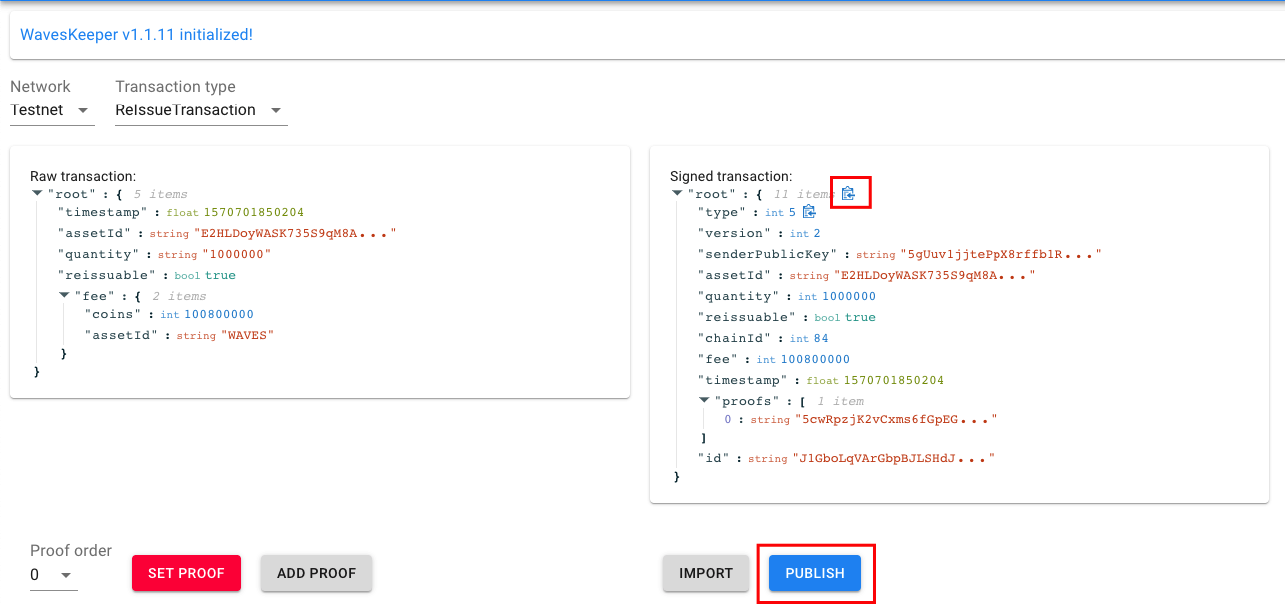 WavesKeeper v1.1.11 initialized!
Network
Testnet
Transaction type
ReIssueTransaction
Raw transaction:
"root" : { 5 items
"timestamp" : float 1570701850204
"assetId" : string "E2HLDoyWASK735S9qM8A..."
"quantity" : string "1000000"
"reissuable" : bool true
"fee" : { 2 items
"coins" : int 100800000
"assetId" : string "WAVES"
}
}
Signed transaction:
"root" : { 11 items
"type" : int 5
"version" : int 2
"senderPublicKey" : string "5gUuv1jjtePpX8rffb1R..."
"assetId" : string "E2HLDoyWASK735S9qM8A..."
"quantity" : int 1000000
"reissuable" : bool true
"chainId" : int 84
"fee" : int 100800000
"timestamp" : float 1570701850204
"proofs" : [ 1 item
0 : string "5cwRpzjK2vCxms6fGpEG..."
]
"id" : string "J1GboLqVArGbpBJLSHdJ..."
}
Proof order
0
SET PROOF
ADD PROOF
IMPORT
PUBLISH